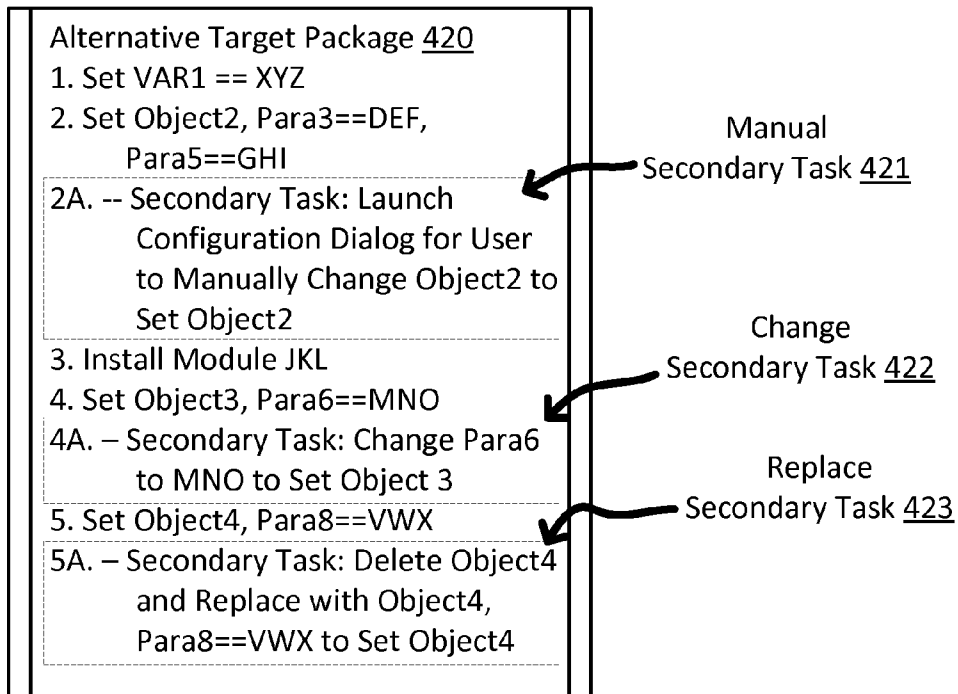 Alternative Target Package 420
1. Set VAR1 == XYZ
2. Set Object2, Para3==DEF,
Para5==GHI
2A. -- Secondary Task: Launch
Configuration Dialog for User
to Manually Change Object2 to
Set Object2
3. Install Module JKL
4. Set Object3, Para6==MNO
4A. – Secondary Task: Change Para6
to MNO to Set Object 3
5. Set Object4, Para8==VWX
5A. – Secondary Task: Delete Object4
and Replace with Object4,
Para8==VWX to Set Object4
Manual
Secondary Task 421
Change
Secondary Task 422
Replace
Secondary Task 423